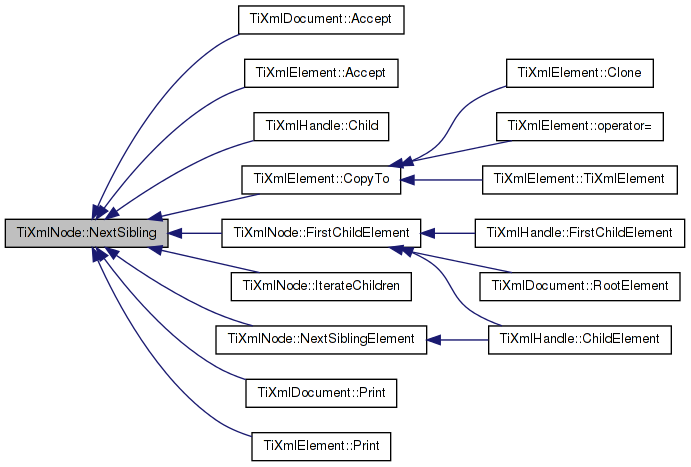 TiXmlDocument::Accept
TiXmlElement::Accept
TiXmlElement::Clone
TiXmlHandle::Child
TiXmlElement::operator=
TiXmlElement::CopyTo
TiXmlElement::TiXmlElement
TiXmlNode::NextSibling
TiXmlNode::FirstChildElement
TiXmlHandle::FirstChildElement
TiXmlNode::IterateChildren
TiXmlDocument::RootElement
TiXmlNode::NextSiblingElement
TiXmlHandle::ChildElement
TiXmlDocument::Print
TiXmlElement::Print